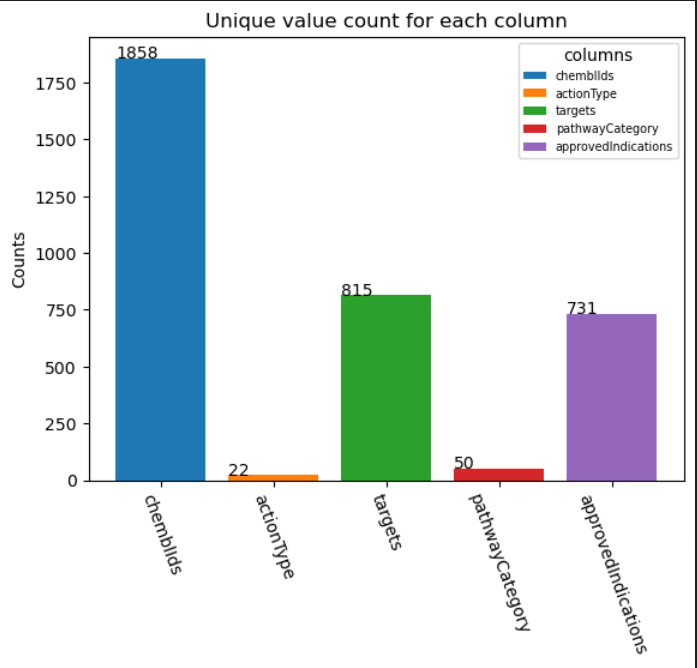 Unique value count for each column
columns
chemblIds
actionType
targets
pathwayCategory
approvedIndications
Counts
1750
1500
1250
1000
750
500
250
0
1858
22
815
50
731
chemblIds
actionType
targets
pathwayCategory
approvedIndications